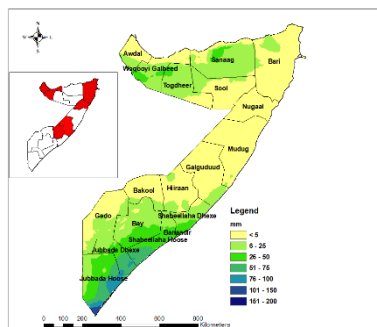 N
Awdal
Woqooyi Galbeed
Sanaag
Bari
Togdheer
Sool
Nugaal
Mudug
Galguduud
Bakool
Hiiraan
Gedo
Bay
Shabeellaha Dhexe
Banaadir
Shabeellaha Hoose
Jubbada Dhexe
Jubbada Hoose
Legend
mm
< 5
6 - 25
26 - 50
51 - 75
76 - 100
101 - 150
151 - 200
0 100 200 400 600 800
Kilometers